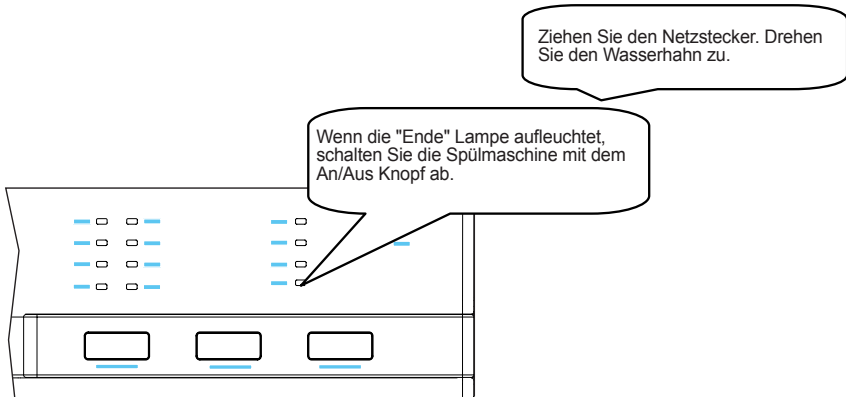 Ziehen Sie den Netzstecker. Drehen
Sie den Wasserhahn zu.
Wenn die "Ende" Lampe aufleuchtet,
schalten Sie die Spülmaschine mit dem
An/Aus Knopf ab.